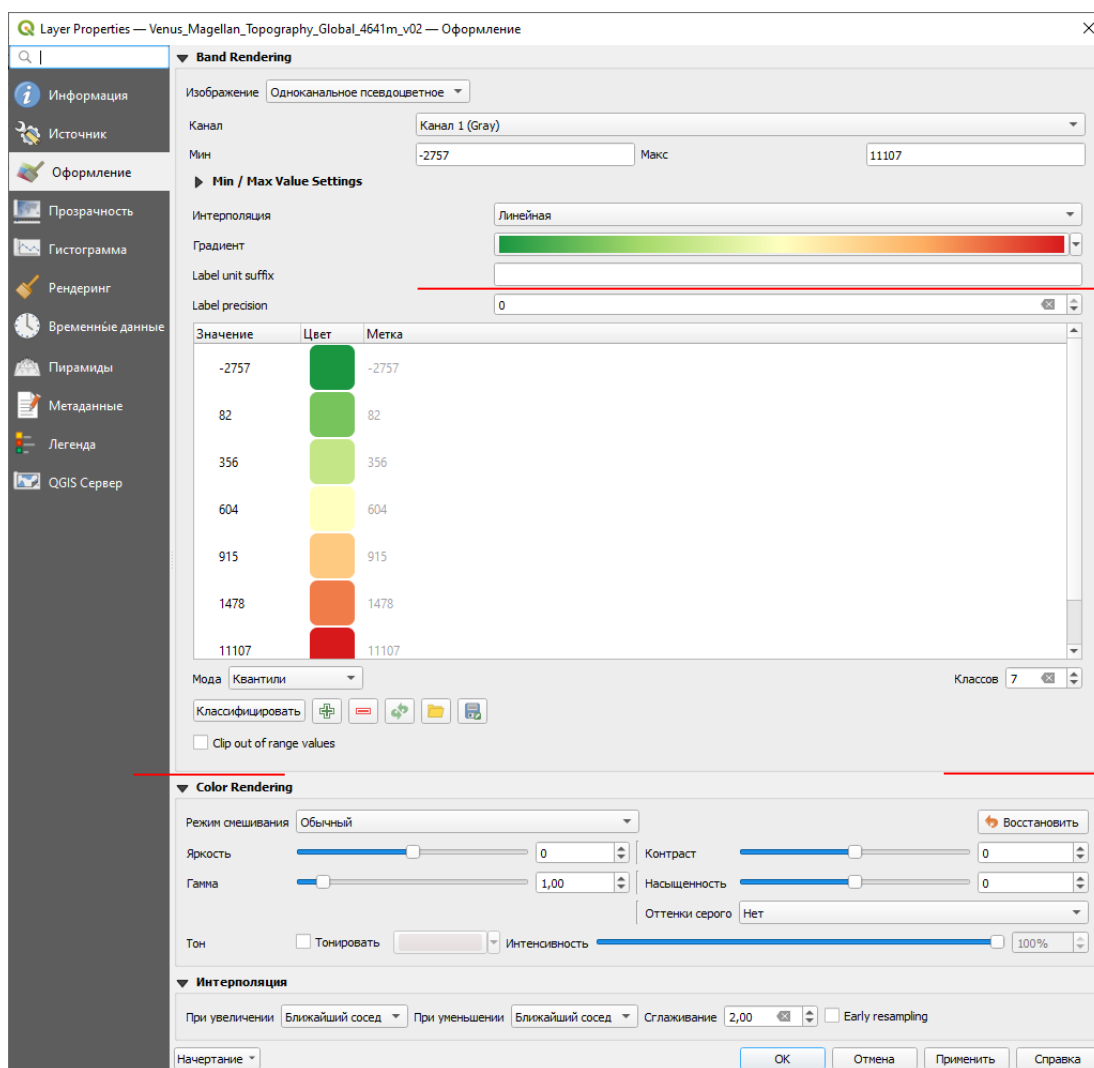 Layer Properties — Venus_Magellan_Topography_Global_4641m_v02 — Оформление
Информация
Источник
Оформление
Прозрачность
Гистограмма
Рендеринг
Временны́е данные
Пирамиды
Метаданные
Легенда
QGIS Сервер
Band Rendering
Изображение Одноканальное псевдоцветное
Канал Канал 1 (Gray)
Мин -2757 Макс 11107
Min / Max Value Settings
Интерполяция Линейная
Градиент
Label unit suffix
Label precision 0
Значение Цвет Метка
-2757 -2757
82 82
356 356
604 604
915 915
1478 1478
11107 11107
Мода Квантили Классов 7
Классифицировать
Clip out of range values
Color Rendering
Режим смешивания Обычный Восстановить
Яркость 0 Контраст 0
Гамма 1,00 Насыщенность 0
Оттенки серого Нет
Тон Тонировать Интенсивность 100%
Интерполяция
При увеличении Ближайший сосед При уменьшении Ближайший сосед Сглаживание 2,00 Early resampling
Начертание OK Отмена Применить Справка